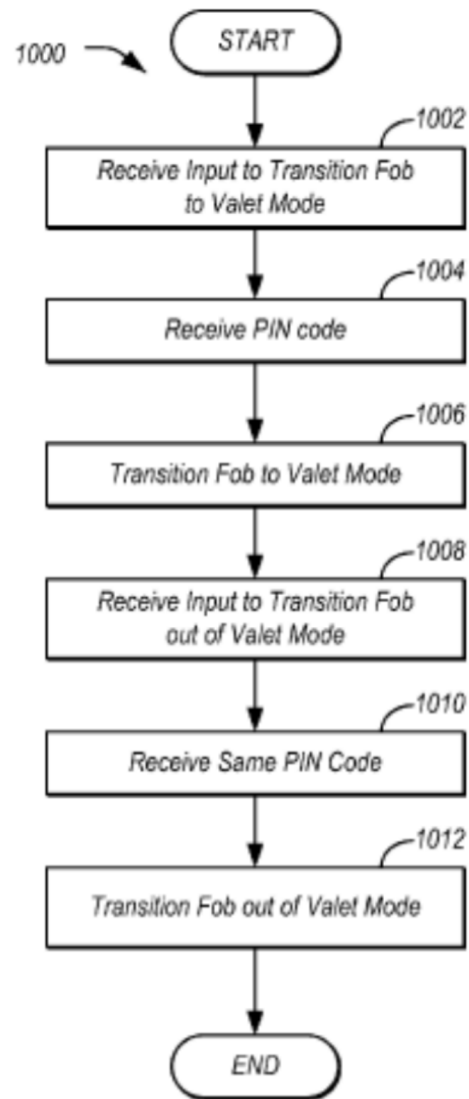 START
1000
1002
Receive Input to Transition Fob
to Valet Mode
1004
Receive PIN code
1006
Transition Fob to Valet Mode
1008
Receive Input to Transition Fob
out of Valet Mode
1010
Receive Same PIN Code
1012
Transition Fob out of Valet Mode
END